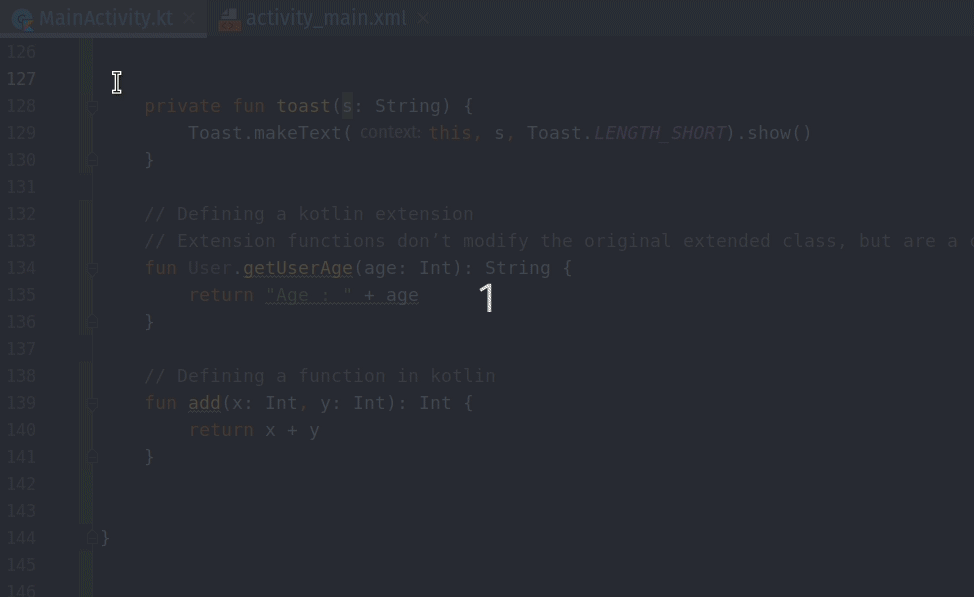 MainActivity.kt activity_main.xml
126
127
128 private fun toast(s: String) {
129 Toast.makeText( context: this, s, Toast.LENGTH_SHORT).show()
130 }
131
132 // Defining a kotlin extension
133 // Extension functions don't modify the original extended class, but are a
134 fun User.getUserAge(age: Int): String {
135 return "Age : " + age
1
136 }
137
138 // Defining a function in kotlin
139 fun add(x: Int, y: Int): Int {
140 return x + y
141 }
142
143
144 }
145
146